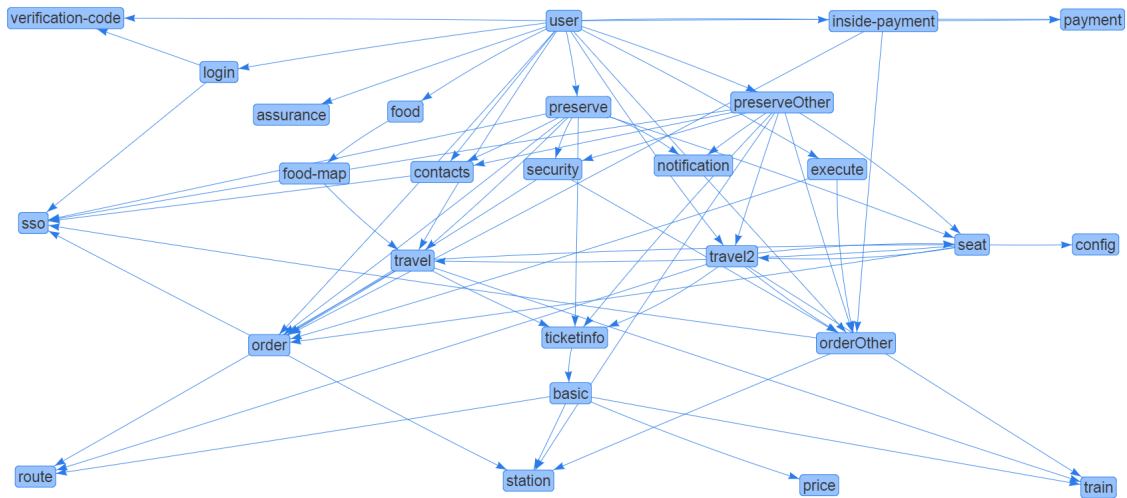 verification-code
user
inside-payment
payment
login
assurance
food
preserve
preserveOther
food-map
contacts
security
notification
execute
sso
travel
travel2
seat
config
order
ticketinfo
orderOther
basic
route
station
price
train